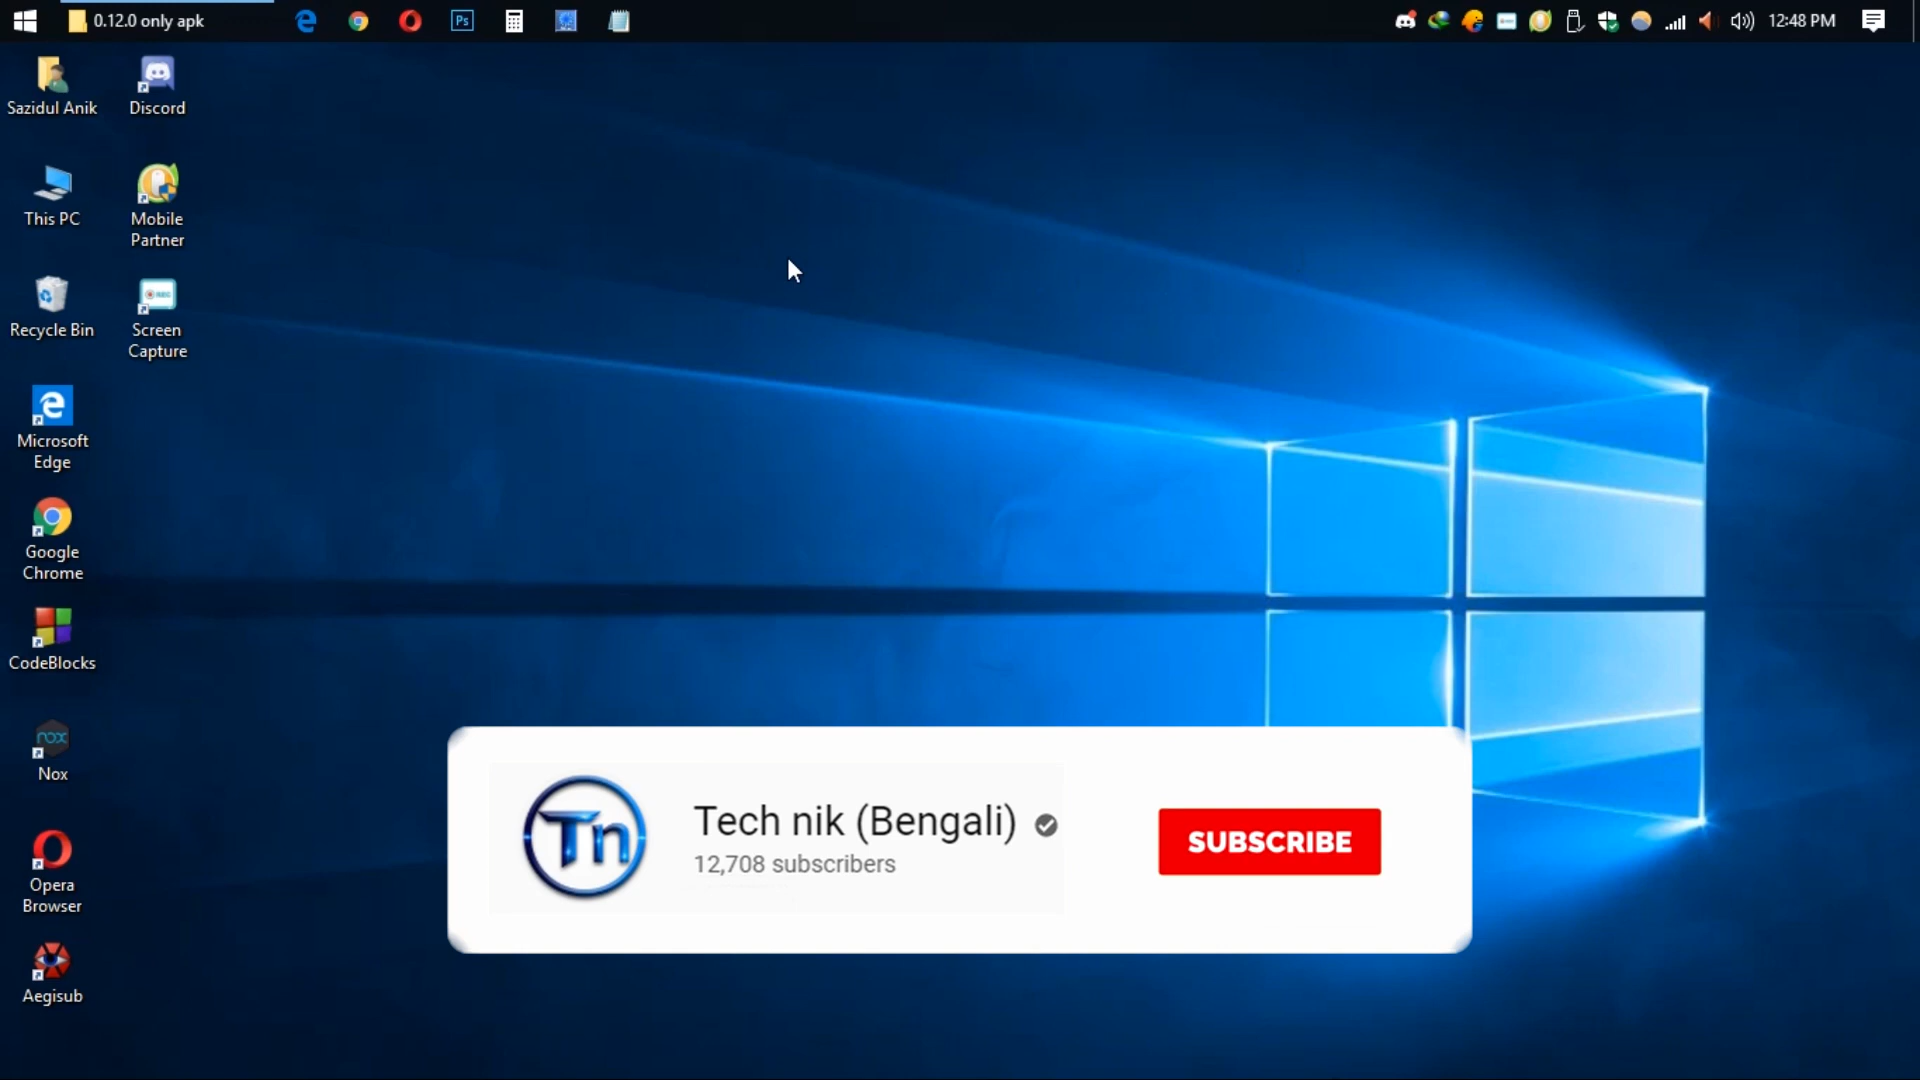 0.12.0 only apk
Ps
12:48 PM
Sazidul Anik
Discord
This PC
Mobile
Partner
Recycle Bin
Screen
Capture
Microsoft
Edge
Google
Chrome
CodeBlocks
nox
Nox
Opera
Browser
Aegisub
Tn
Tech nik (Bengali)
12,708 subscribers
SUBSCRIBE